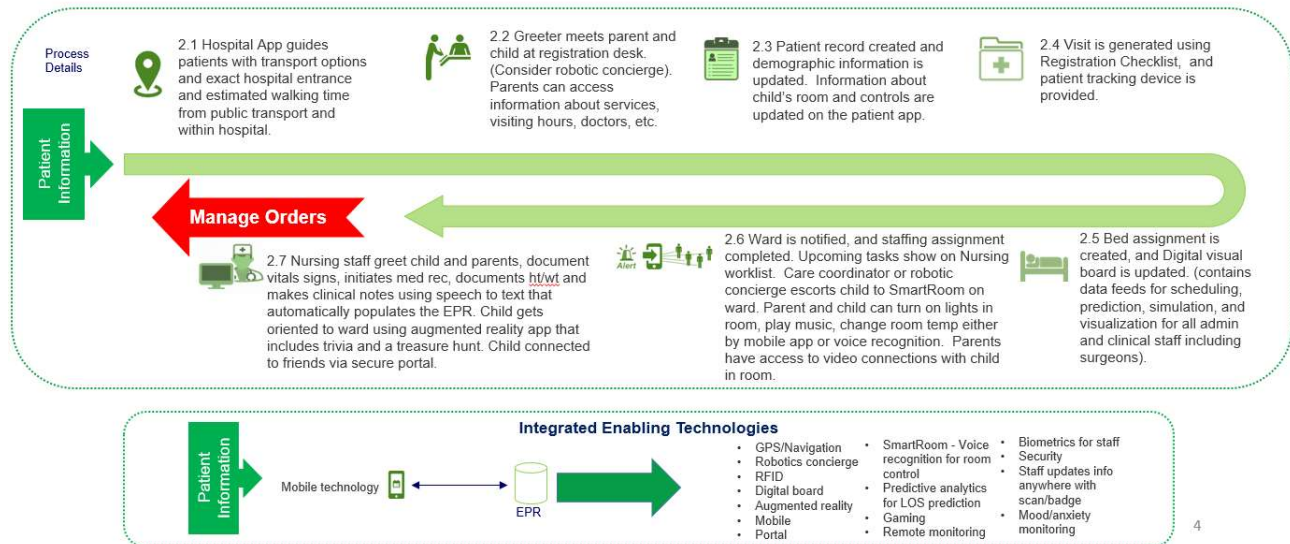 Process
Details
2.1 Hospital App guides
patients with transport options
and exact hospital entrance
and estimated walking time
from public transport and
within hospital.
2.2 Greeter meets parent and
child at registration desk.
(Consider robotic concierge).
Parents can access
information about services,
visiting hours, doctors, etc.
2.3 Patient record created and
demographic information is
updated.  Information about
child's room and controls are
updated on the patient app.
2.4 Visit is generated using
Registration Checklist,  and
patient tracking device is
provided.
Patient
Information
Manage Orders
2.5 Bed assignment is
created, and Digital visual
board is updated. (contains
data feeds for scheduling,
prediction, simulation, and
visualization for all admin
and clinical staff including
surgeons).
Alert
2.6 Ward is notified, and staffing assignment
completed. Upcoming tasks show on Nursing
worklist.  Care coordinator or robotic
concierge escorts child to SmartRoom on
ward. Parent and child can turn on lights in
room, play music, change room temp either
by mobile app or voice recognition.  Parents
have access to video connections with child
in room.
2.7 Nursing staff greet child and parents, document
vitals signs, initiates med rec, documents ht/wt and
makes clinical notes using speech to text that
automatically populates the EPR. Child gets
oriented to ward using augmented reality app that
includes trivia and a treasure hunt. Child connected
to friends via secure portal.
Integrated Enabling Technologies
Patient
Information
Mobile technology
EPR
• GPS/Navigation
• Robotics concierge
• RFID
• Digital board
• Augmented reality
• Mobile
• Portal
• SmartRoom - Voice
recognition for room
control
• Predictive analytics
for LOS prediction
• Gaming
• Remote monitoring
• Biometrics for staff
• Security
• Staff updates info
anywhere with
scan/badge
• Mood/anxiety
monitoring
4